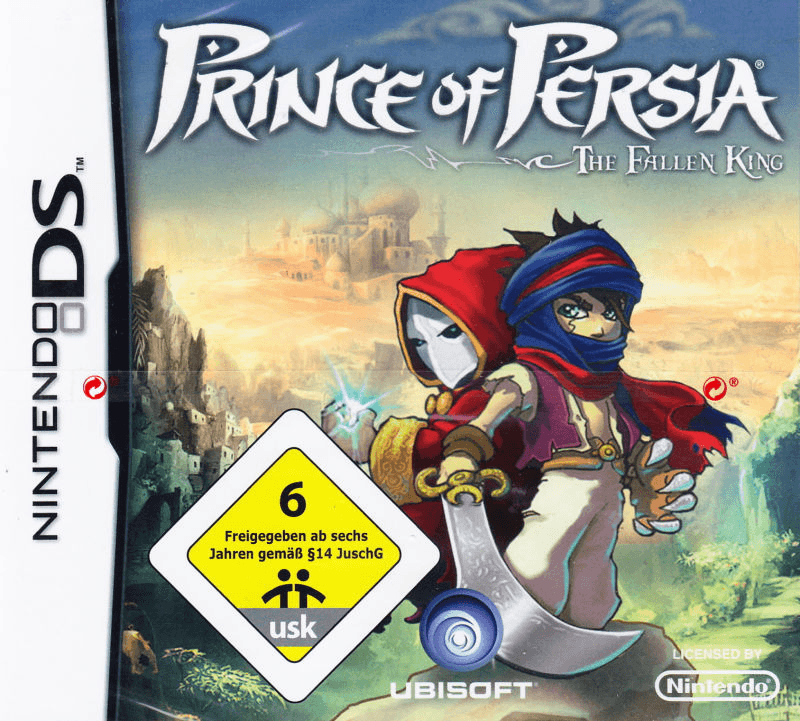 PRINCE OF PERSIA®
THE FALLEN KING
NINTENDO DS™
6
Freigegeben ab sechs
Jahren gemäß §14 JuschG
usk
UBISOFT
LICENSED BY
Nintendo